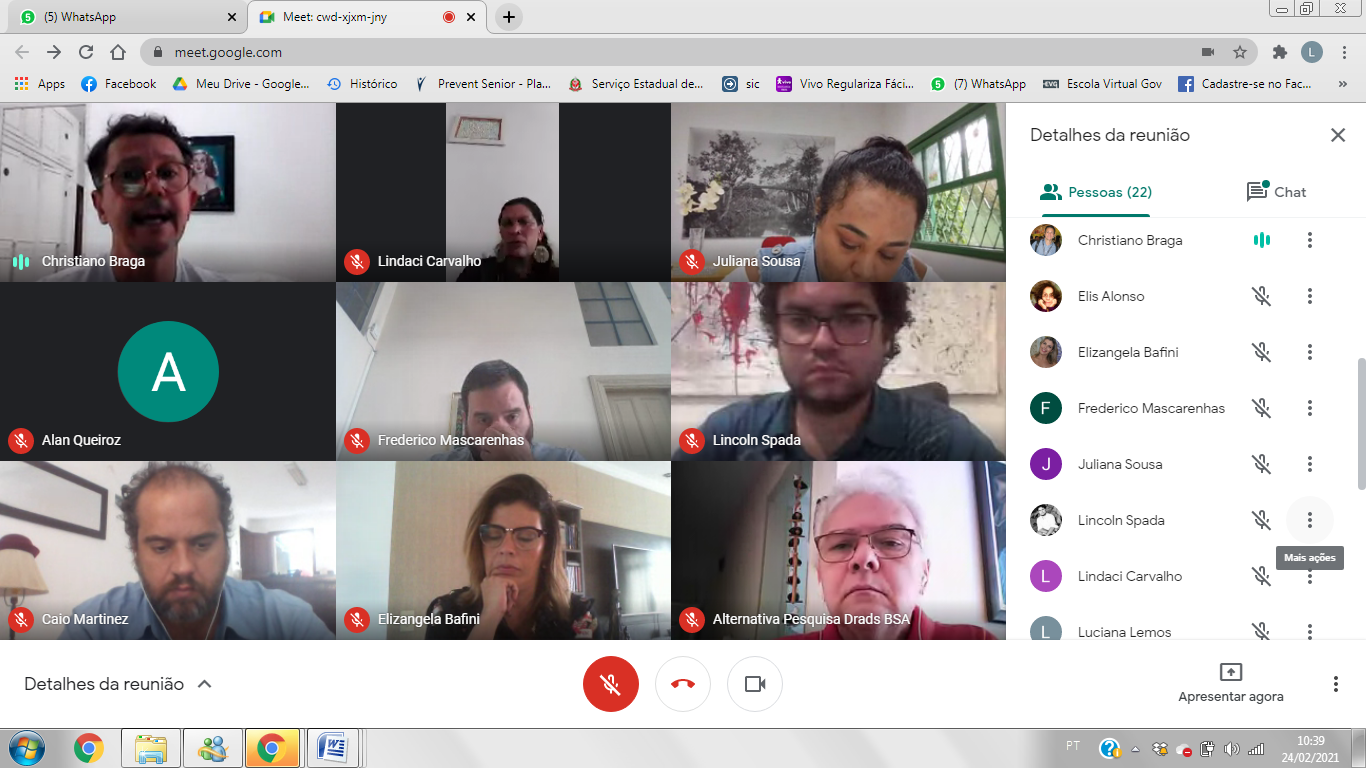 (5) WhatsApp
Meet: cwd-xjxm-jny
meet.google.com
L
Apps
Facebook
Meu Drive - Google...
Histórico
Prevent Senior - Pla...
Serviço Estadual de...
sic
Vivo Regulariza Fáci...
(7) WhatsApp
Escola Virtual Gov
Cadastre-se no Fac...
»
Christiano Braga
Lindaci Carvalho
Juliana Sousa
A
Alan Queiroz
Frederico Mascarenhas
Lincoln Spada
Caio Martinez
Elizangela Bafini
Alternativa Pesquisa Drads BSA
Detalhes da reunião
Pessoas (22)
Chat
Christiano Braga
Elis Alonso
Elizangela Bafini
F Frederico Mascarenhas
J Juliana Sousa
Lincoln Spada
Mais ações
L Lindaci Carvalho
L Luciana Lemos
Detalhes da reunião
Apresentar agora
PT
10:39
24/02/2021